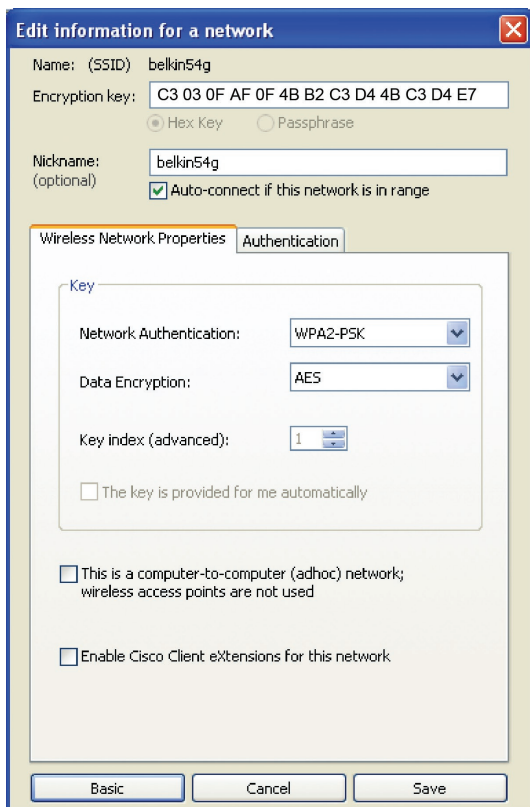 Edit information for a network
Name: (SSID) belkin54g
Encryption key: C3 03 0F AF 0F 4B B2 C3 D4 4B C3 D4 E7
Hex Key Passphrase
Nickname: belkin54g
(optional)
Auto-connect if this network is in range
Wireless Network Properties Authentication
Key
Network Authentication: WPA2-PSK
Data Encryption: AES
Key index (advanced): 1
The key is provided for me automatically
This is a computer-to-computer (adhoc) network;
wireless access points are not used
Enable Cisco Client eXtensions for this network
Basic Cancel Save